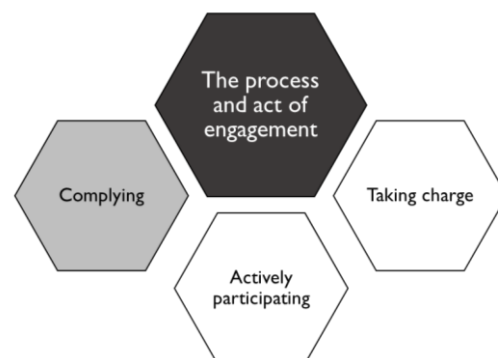 The process
and act of
engagement
Complying
Taking charge
Actively
participating